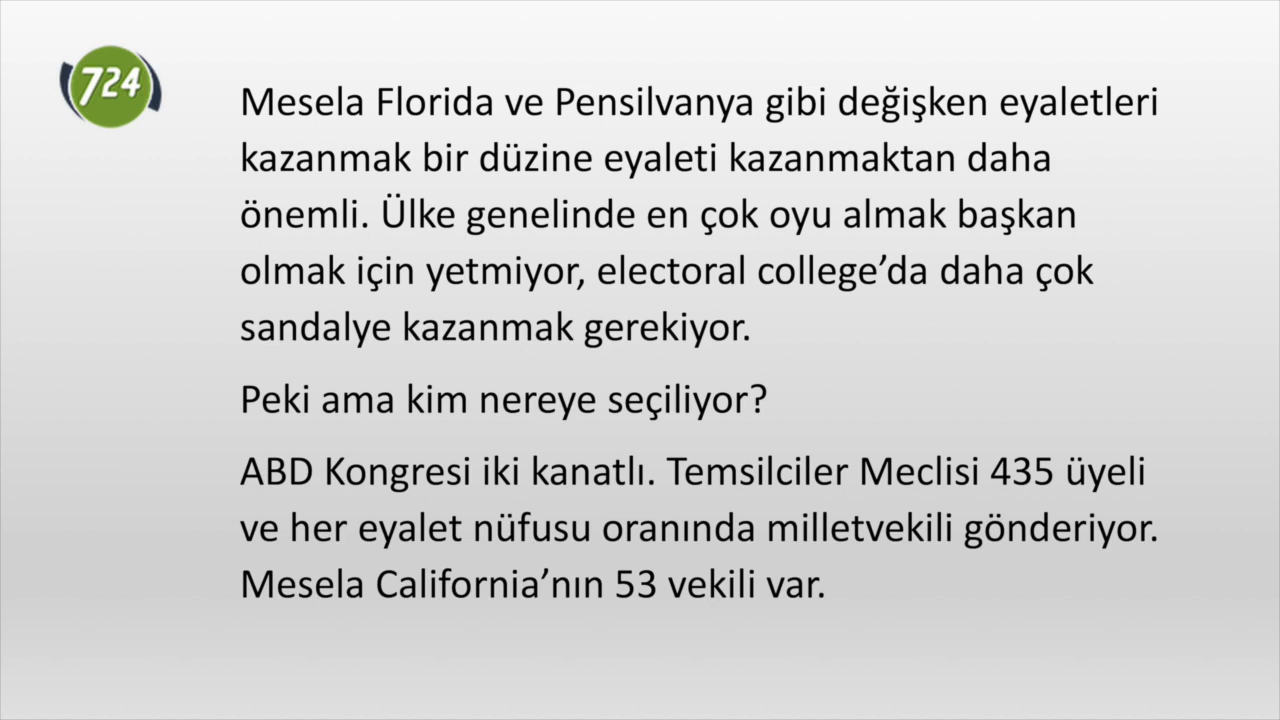 724
Mesela Florida ve Pensilvanya gibi değişken eyaletleri
kazanmak bir düzine eyaleti kazanmaktan daha
önemli. Ülke genelinde en çok oyu almak başkan
olmak için yetmiyor, electoral college’da daha çok
sandalye kazanmak gerekiyor.
Peki ama kim nereye seçiliyor?
ABD Kongresi iki kanatlı. Temsilciler Meclisi 435 üyeli
ve her eyalet nüfusu oranında milletvekili gönderiyor.
Mesela California’nın 53 vekili var.